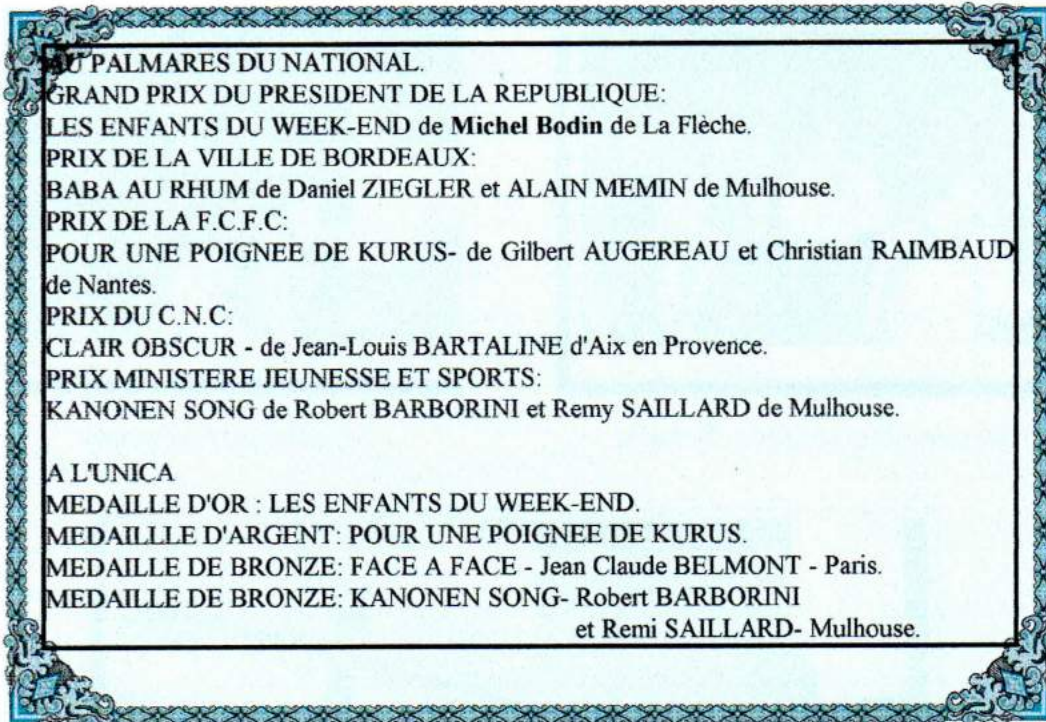 AU PALMARES DU NATIONAL.
GRAND PRIX DU PRESIDENT DE LA REPUBLIQUE:
LES ENFANTS DU WEEK-END de Michel Bodin de La Flèche.
PRIX DE LA VILLE DE BORDEAUX:
BABA AU RHUM de Daniel ZIEGLER et ALAIN MEMIN de Mulhouse.
PRIX DE LA F.C.F.C:
POUR UNE POIGNEE DE KURUS- de Gilbert AUGEREAU et Christian RAIMBAUD
de Nantes.
PRIX DU C.N.C:
CLAIR OBSCUR - de Jean-Louis BARTALINE d'Aix en Provence.
PRIX MINISTERE JEUNESSE ET SPORTS:
KANONEN SONG de Robert BARBORINI et Remy SAILLARD de Mulhouse.
A L'UNICA
MEDAILLE D'OR : LES ENFANTS DU WEEK-END.
MEDAILLLE D'ARGENT: POUR UNE POIGNEE DE KURUS.
MEDAILLE DE BRONZE: FACE A FACE - Jean Claude BELMONT - Paris.
MEDAILLE DE BRONZE: KANONEN SONG- Robert BARBORINI
et Remi SAILLARD- Mulhouse.